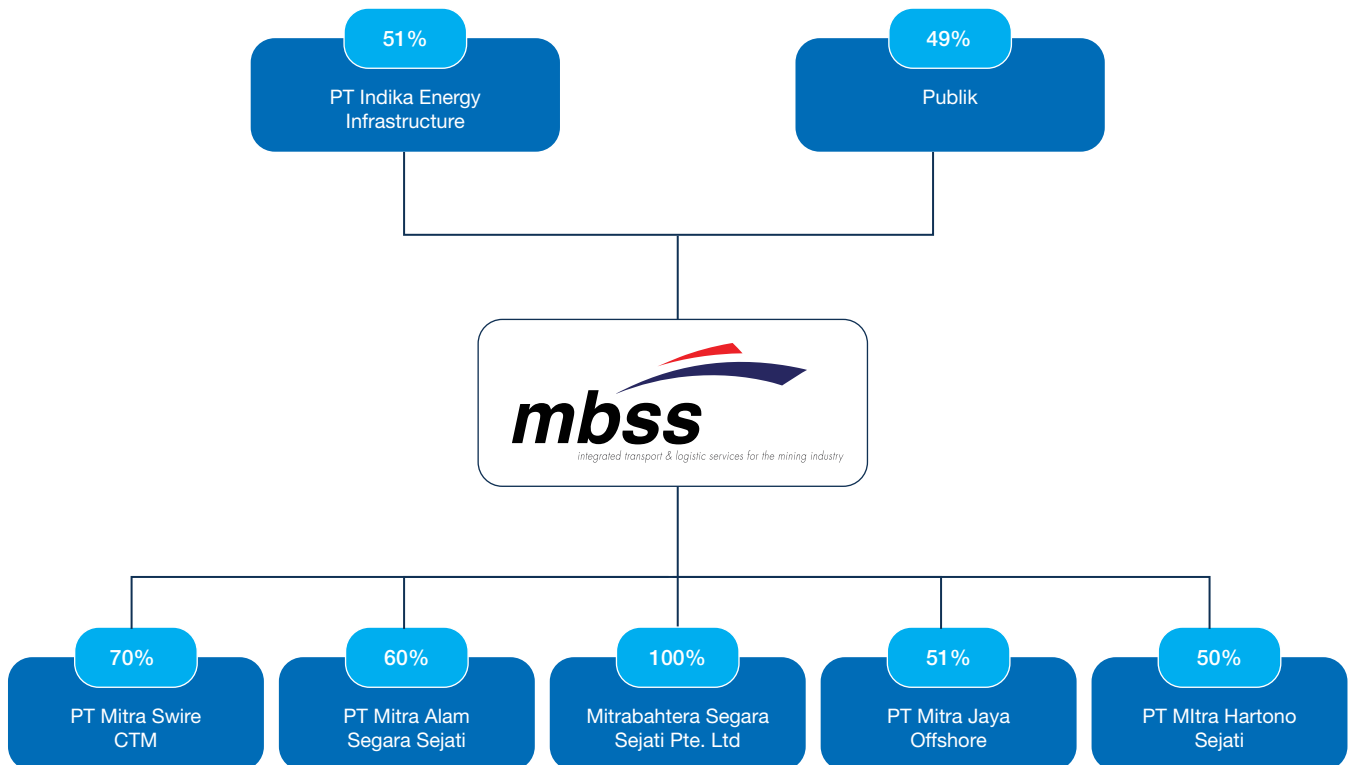 51%
PT Indika Energy
Infrastructure
49%
Publik
mbss
integrated transport & logistic services for the mining industry
70%
PT Mitra Swire
CTM
60%
PT Mitra Alam
Segara Sejati
100%
Mitrabahtera Segara
Sejati Pte. Ltd
51%
PT Mitra Jaya
Offshore
50%
PT MItra Hartono
Sejati